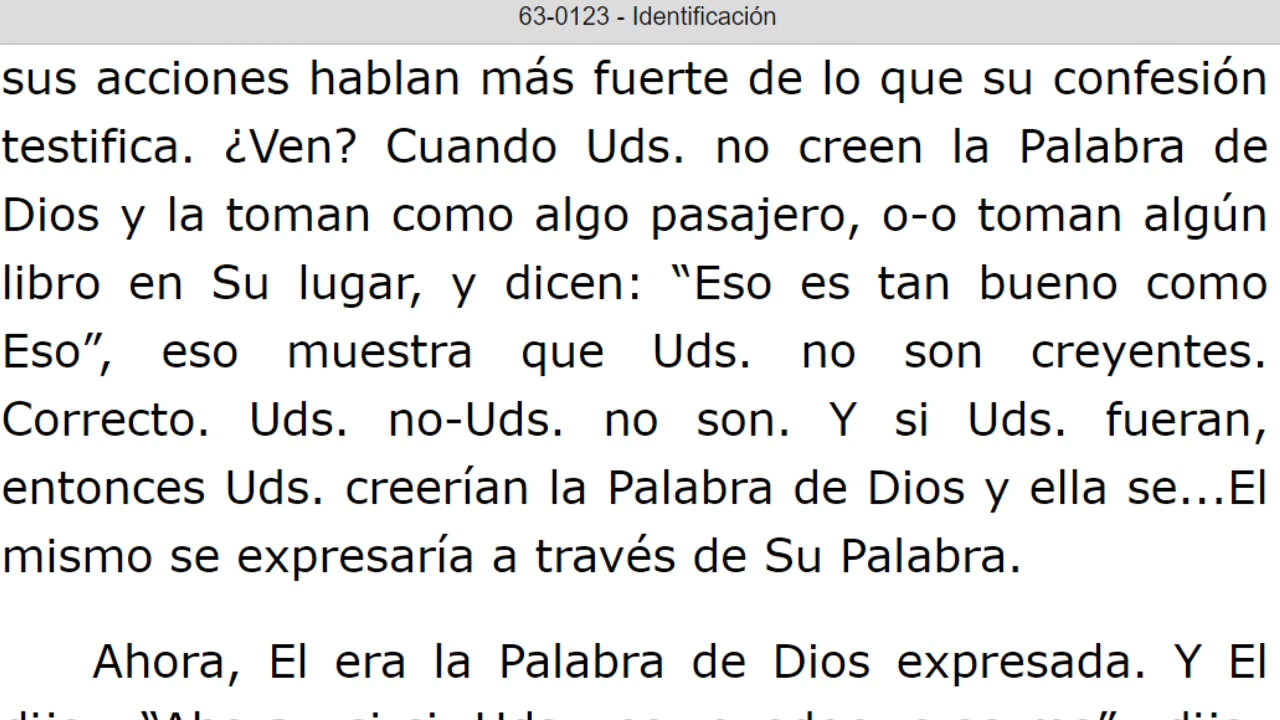 63-0123 - Identificación
sus acciones hablan más fuerte de lo que su confesión
testifica. ¿Ven? Cuando Uds. no creen la Palabra de
Dios y la toman como algo pasajero, o-o toman algún
libro en Su lugar, y dicen: “Eso es tan bueno como
Eso”, eso muestra que Uds. no son creyentes.
Correcto. Uds. no-Uds. no son. Y si Uds. fueran,
entonces Uds. creerían la Palabra de Dios y ella se...El
mismo se expresaría a través de Su Palabra.
Ahora, El era la Palabra de Dios expresada. Y El